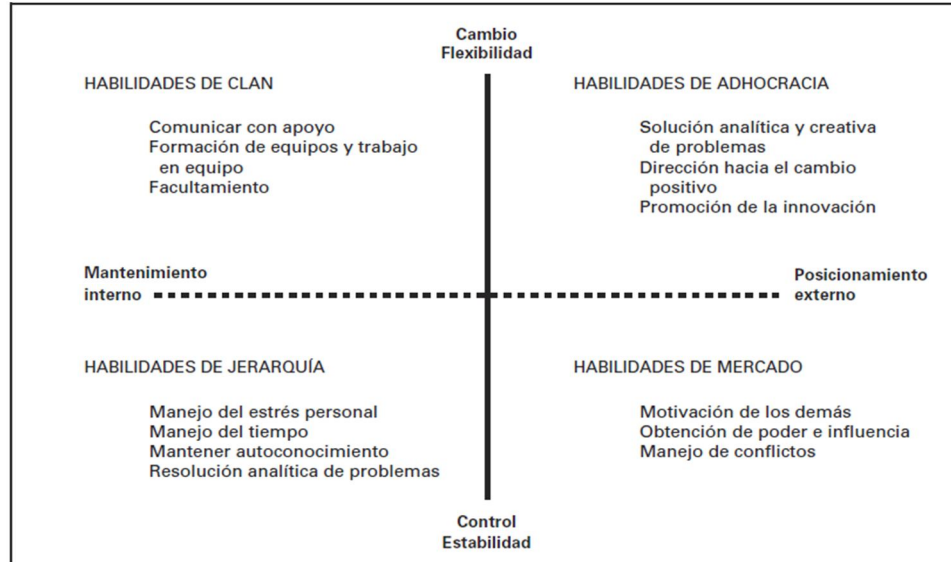 Cambio
Flexibilidad
HABILIDADES DE CLAN
Comunicar con apoyo
Formación de equipos y trabajo
en equipo
Facultamiento
HABILIDADES DE ADHOCRACIA
Solución analítica y creativa
de problemas
Dirección hacia el cambio
positivo
Promoción de la innovación
Mantenimiento
interno
Posicionamiento
externo
HABILIDADES DE JERARQUÍA
Manejo del estrés personal
Manejo del tiempo
Mantener autoconocimiento
Resolución analítica de problemas
HABILIDADES DE MERCADO
Motivación de los demás
Obtención de poder e influencia
Manejo de conflictos
Control
Estabilidad